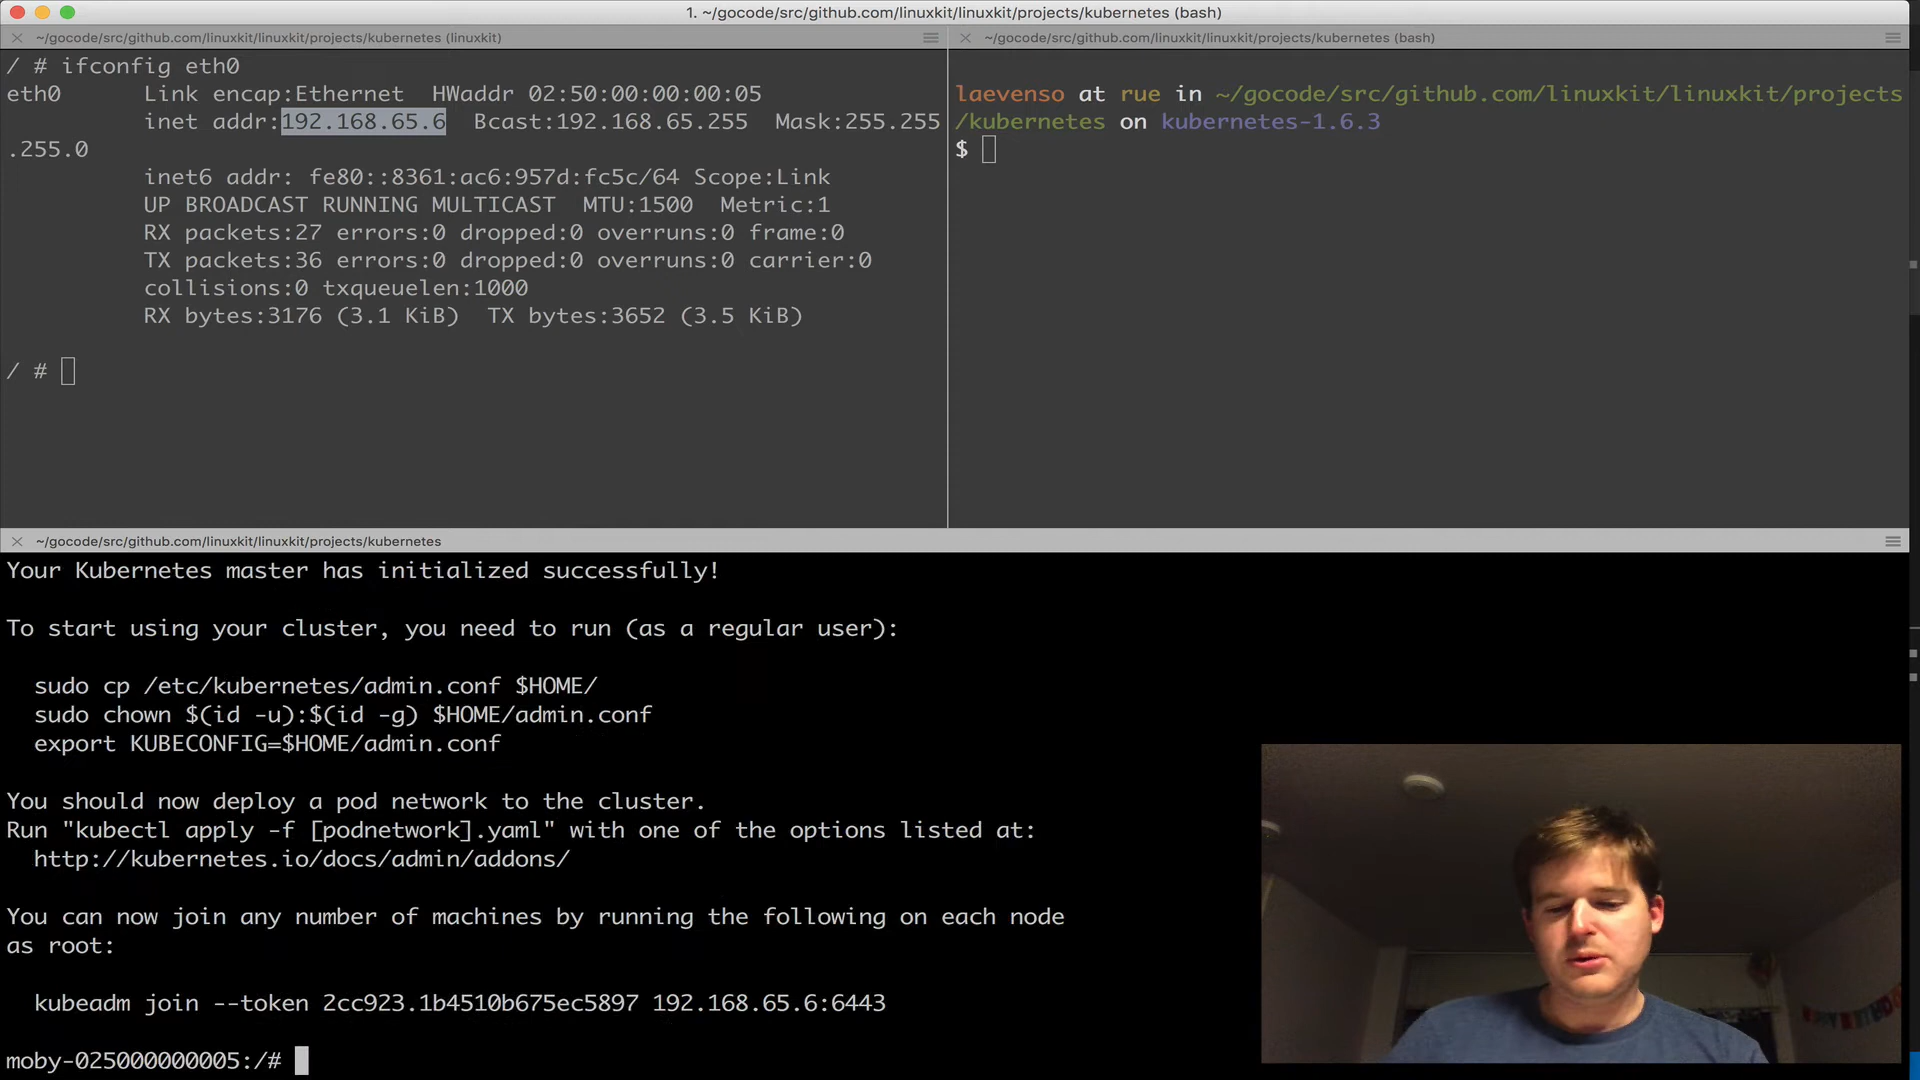 1. ~/gocode/src/github.com/linuxkit/linuxkit/projects/kubernetes (bash)
~/gocode/src/github.com/linuxkit/linuxkit/projects/kubernetes (linuxkit)
/ # ifconfig eth0
eth0      Link encap:Ethernet  HWaddr 02:50:00:00:00:05
          inet addr:192.168.65.6  Bcast:192.168.65.255  Mask:255.255
.255.0
          inet6 addr: fe80::8361:ac6:957d:fc5c/64 Scope:Link
          UP BROADCAST RUNNING MULTICAST  MTU:1500  Metric:1
          RX packets:27 errors:0 dropped:0 overruns:0 frame:0
          TX packets:36 errors:0 dropped:0 overruns:0 carrier:0
          collisions:0 txqueuelen:1000
          RX bytes:3176 (3.1 KiB)  TX bytes:3652 (3.5 KiB)
/ #
~/gocode/src/github.com/linuxkit/linuxkit/projects/kubernetes (bash)
laevenso at rue in ~/gocode/src/github.com/linuxkit/linuxkit/projects
/kubernetes on kubernetes-1.6.3
$
~/gocode/src/github.com/linuxkit/linuxkit/projects/kubernetes
Your Kubernetes master has initialized successfully!
To start using your cluster, you need to run (as a regular user):
  sudo cp /etc/kubernetes/admin.conf $HOME/
  sudo chown $(id -u):$(id -g) $HOME/admin.conf
  export KUBECONFIG=$HOME/admin.conf
You should now deploy a pod network to the cluster.
Run "kubectl apply -f [podnetwork].yaml" with one of the options listed at:
  http://kubernetes.io/docs/admin/addons/
You can now join any number of machines by running the following on each node
as root:
  kubeadm join --token 2cc923.1b4510b675ec5897 192.168.65.6:6443
moby-025000000005:/#